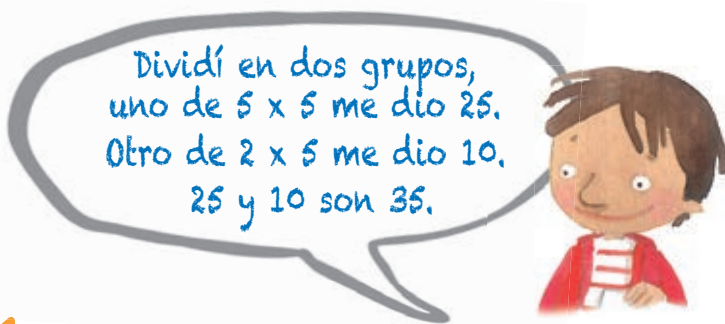 Dividí en dos grupos,
uno de 5 x 5 me dio 25.
Otro de 2 x 5 me dio 10.
25 y 10 son 35.